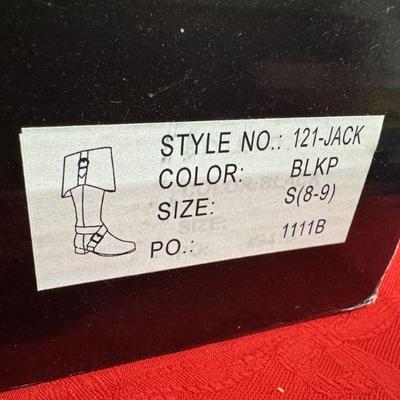 STYLE NO.: 121-JACK
COLOR: BLKP
SIZE: S(8-9)
PO.: 1111B